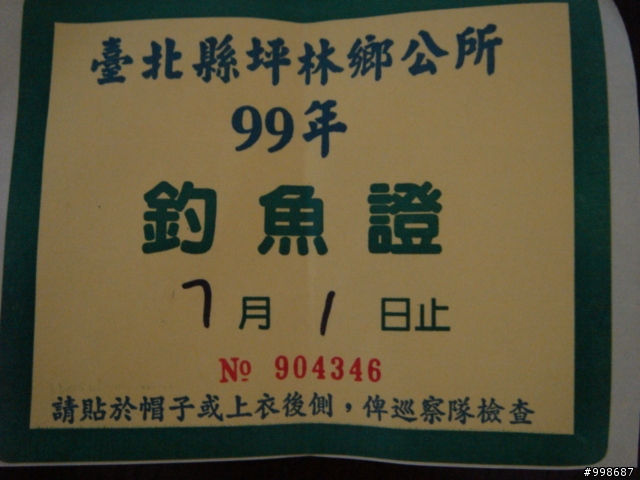 臺北縣坪林鄉公所
99年
釣魚證
7月1日止
№ 904346
請貼於帽子或上衣後側，俾巡察隊檢查
#998687